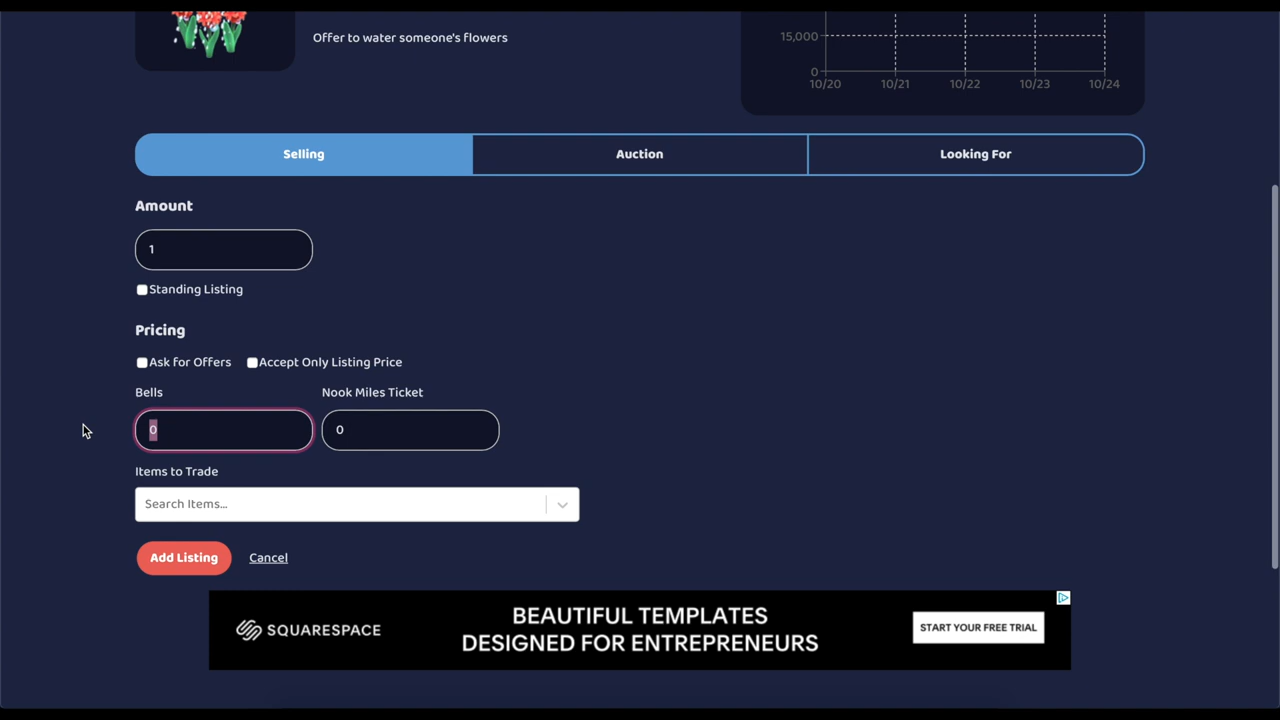 Offer to water someone's flowers
15,000
0
10/20 10/21 10/22 10/23 10/24
Selling Auction Looking For
Amount
1
Standing Listing
Pricing
Ask for Offers Accept Only Listing Price
Bells Nook Miles Ticket
0 0
Items to Trade
Search Items...
Add Listing Cancel
SQUARESPACE
BEAUTIFUL TEMPLATES
DESIGNED FOR ENTREPRENEURS
START YOUR FREE TRIAL